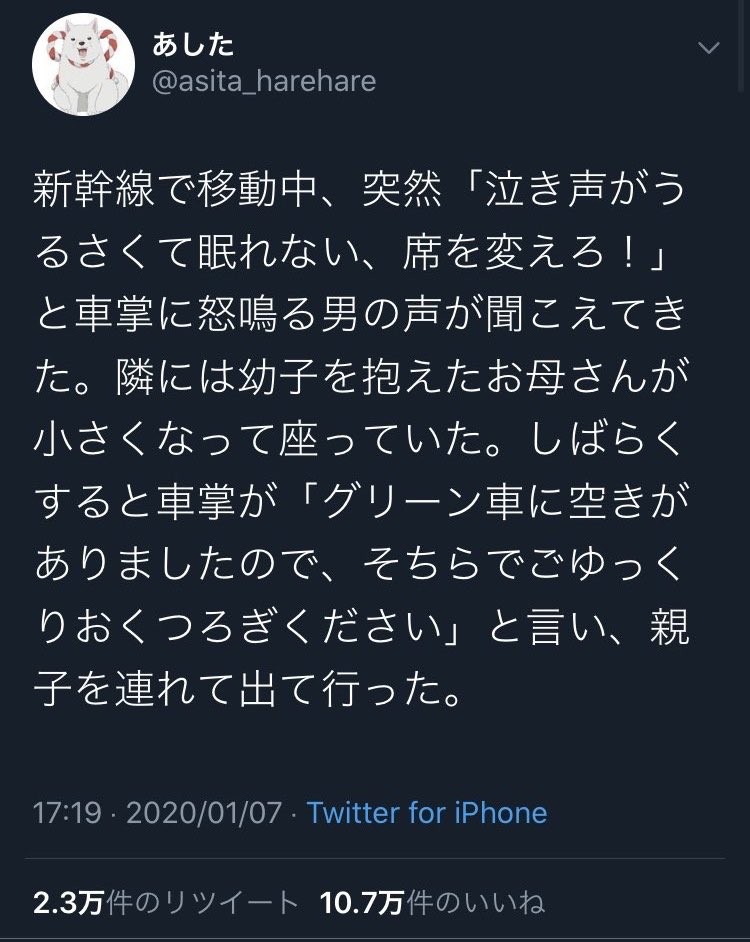 あした
@asita_harehare
新幹線で移動中、突然「泣き声がう
るさくて眠れない、席を変えろ！」
と車掌に怒鳴る男の声が聞こえてき
た。隣には幼子を抱えたお母さんが
小さくなって座っていた。しばらく
すると車掌が「グリーン車に空きが
ありましたので、そちらでごゆっく
りおくつろぎください」と言い、親
子を連れて出て行った。
17:19 · 2020/01/07 · Twitter for iPhone
2.3万件のリツイート 10.7万件のいいね